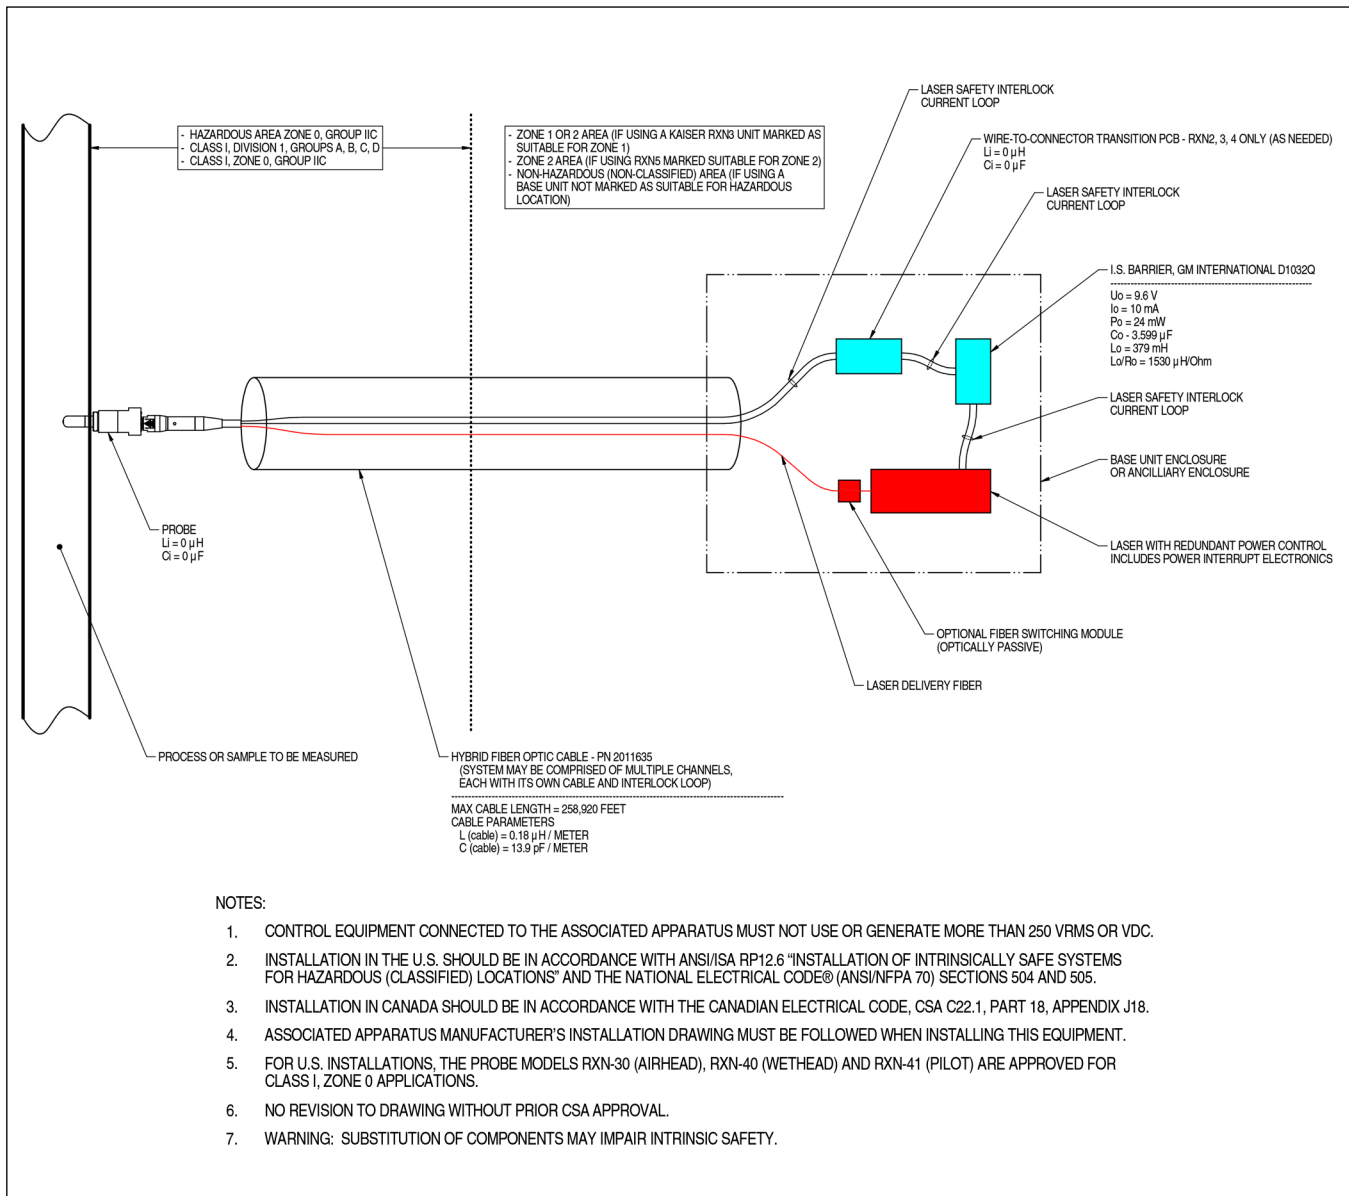 LASER SAFETY INTERLOCK
CURRENT LOOP
- HAZARDOUS AREA ZONE 0, GROUP IIC
- CLASS I, DIVISION 1, GROUPS A, B, C, D
- CLASS I, ZONE 0, GROUP IIC
- ZONE 1 OR 2 AREA (IF USING A KAISER RXN3 UNIT MARKED AS
SUITABLE FOR ZONE 1)
- ZONE 2 AREA (IF USING RXN5 MARKED SUITABLE FOR ZONE 2)
- NON-HAZARDOUS (NON-CLASSIFIED) AREA (IF USING A
BASE UNIT NOT MARKED AS SUITABLE FOR HAZARDOUS
LOCATION)
WIRE-TO-CONNECTOR TRANSITION PCB - RXN2, 3, 4 ONLY (AS NEEDED)
Li = 0 µH
Ci = 0 µF
LASER SAFETY INTERLOCK
CURRENT LOOP
I.S. BARRIER, GM INTERNATIONAL D1032Q
Uo = 9.6 V
Io = 10 mA
Po = 24 mW
Co - 3.599 µF
Lo = 379 mH
Lo/Ro = 1530 µH/Ohm
LASER SAFETY INTERLOCK
CURRENT LOOP
BASE UNIT ENCLOSURE
OR ANCILLIARY ENCLOSURE
PROBE
Li = 0 µH
Ci = 0 µF
LASER WITH REDUNDANT POWER CONTROL
INCLUDES POWER INTERRUPT ELECTRONICS
OPTIONAL FIBER SWITCHING MODULE
(OPTICALLY PASSIVE)
LASER DELIVERY FIBER
PROCESS OR SAMPLE TO BE MEASURED
HYBRID FIBER OPTIC CABLE - PN 2011635
(SYSTEM MAY BE COMPRISED OF MULTIPLE CHANNELS,
EACH WITH ITS OWN CABLE AND INTERLOCK LOOP)
MAX CABLE LENGTH = 258,920 FEET
CABLE PARAMETERS
L (cable) = 0.18 µH / METER
C (cable) = 13.9 pF / METER
NOTES:
1. CONTROL EQUIPMENT CONNECTED TO THE ASSOCIATED APPARATUS MUST NOT USE OR GENERATE MORE THAN 250 VRMS OR VDC.
2. INSTALLATION IN THE U.S. SHOULD BE IN ACCORDANCE WITH ANSI/ISA RP12.6 “INSTALLATION OF INTRINSICALLY SAFE SYSTEMS
FOR HAZARDOUS (CLASSIFIED) LOCATIONS” AND THE NATIONAL ELECTRICAL CODE® (ANSI/NFPA 70) SECTIONS 504 AND 505.
3. INSTALLATION IN CANADA SHOULD BE IN ACCORDANCE WITH THE CANADIAN ELECTRICAL CODE, CSA C22.1, PART 18, APPENDIX J18.
4. ASSOCIATED APPARATUS MANUFACTURER’S INSTALLATION DRAWING MUST BE FOLLOWED WHEN INSTALLING THIS EQUIPMENT.
5. FOR U.S. INSTALLATIONS, THE PROBE MODELS RXN-30 (AIRHEAD), RXN-40 (WETHEAD) AND RXN-41 (PILOT) ARE APPROVED FOR
CLASS I, ZONE 0 APPLICATIONS.
6. NO REVISION TO DRAWING WITHOUT PRIOR CSA APPROVAL.
7. WARNING: SUBSTITUTION OF COMPONENTS MAY IMPAIR INTRINSIC SAFETY.